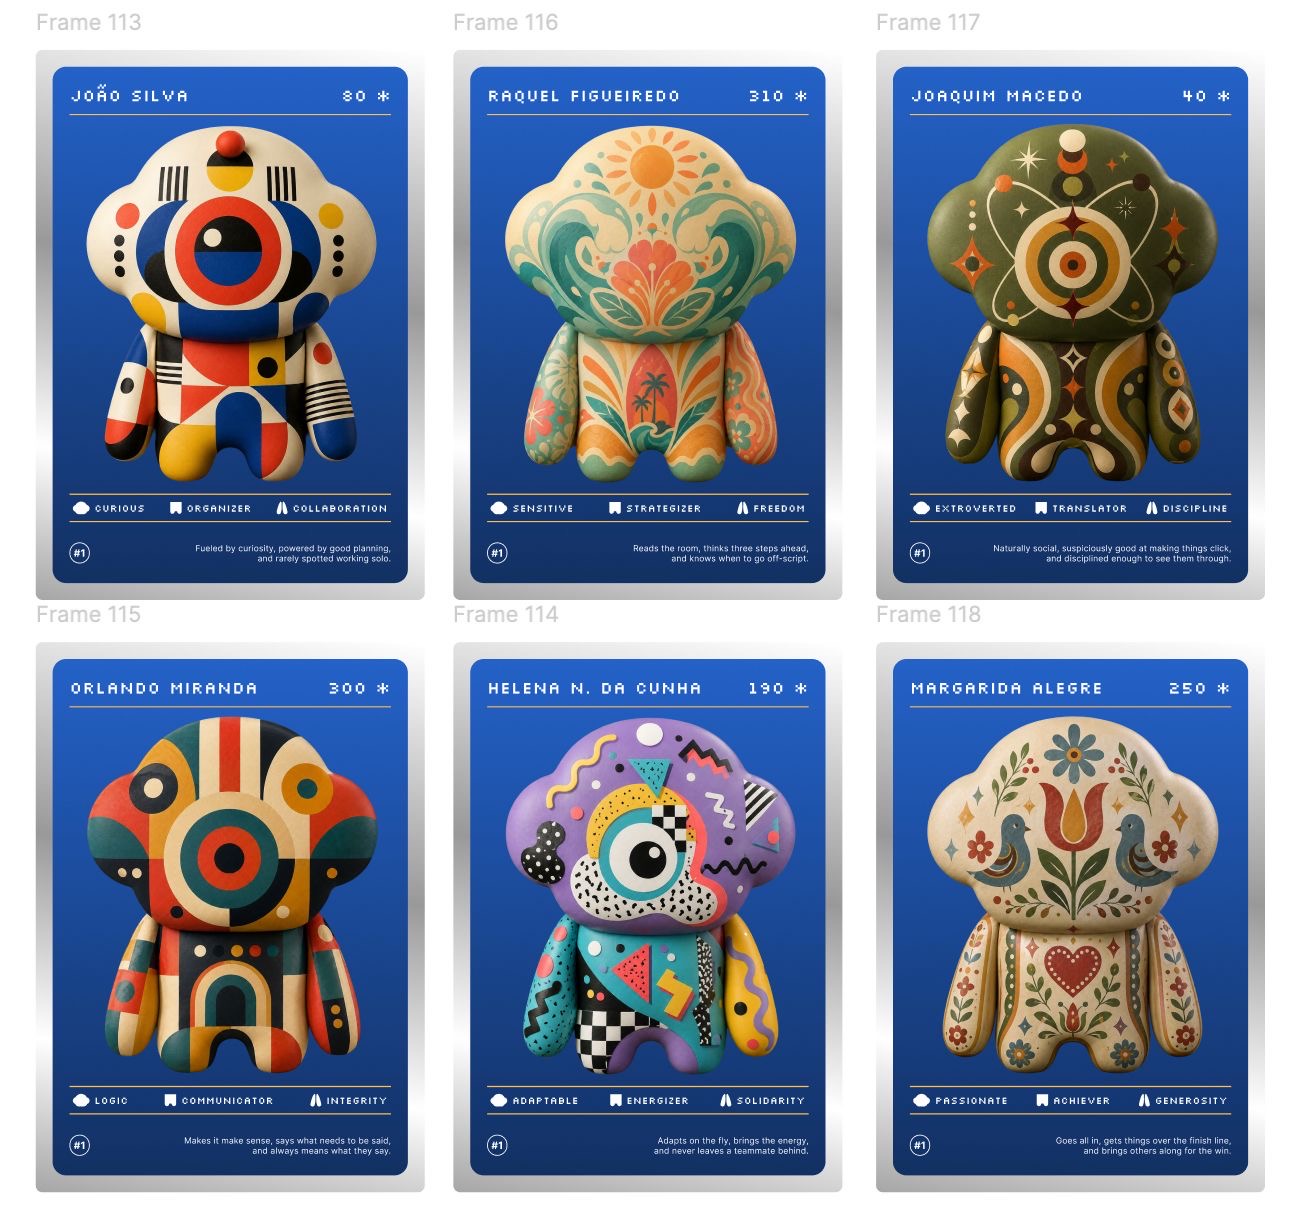 Frame 113
JOÃO SILVA 80 *
CURIOUS ORGANIZER COLLABORATION
#1
Fueled by curiosity, powered by good planning,
and rarely spotted working solo.
Frame 116
RAQUEL FIGUEIREDO 310 *
SENSITIVE STRATEGIZER FREEDOM
#1
Reads the room, thinks three steps ahead,
and knows when to go off-script.
Frame 117
JOAQUIM MACEDO 40 *
EXTROVERTED TRANSLATOR DISCIPLINE
#1
Naturally social, suspiciously good at making things click,
and disciplined enough to see them through.
Frame 115
ORLANDO MIRANDA 300 *
LOGIC COMMUNICATOR INTEGRITY
#1
Makes it make sense, says what needs to be said,
and always means what they say.
Frame 114
HELENA N. DA CUNHA 190 *
ADAPTABLE ENERGIZER SOLIDARITY
#1
Adapts on the fly, brings the energy,
and never leaves a teammate behind.
Frame 118
MARGARIDA ALEGRE 250 *
PASSIONATE ACHIEVER GENEROSITY
#1
Goes all in, gets things over the finish line,
and brings others along for the win.